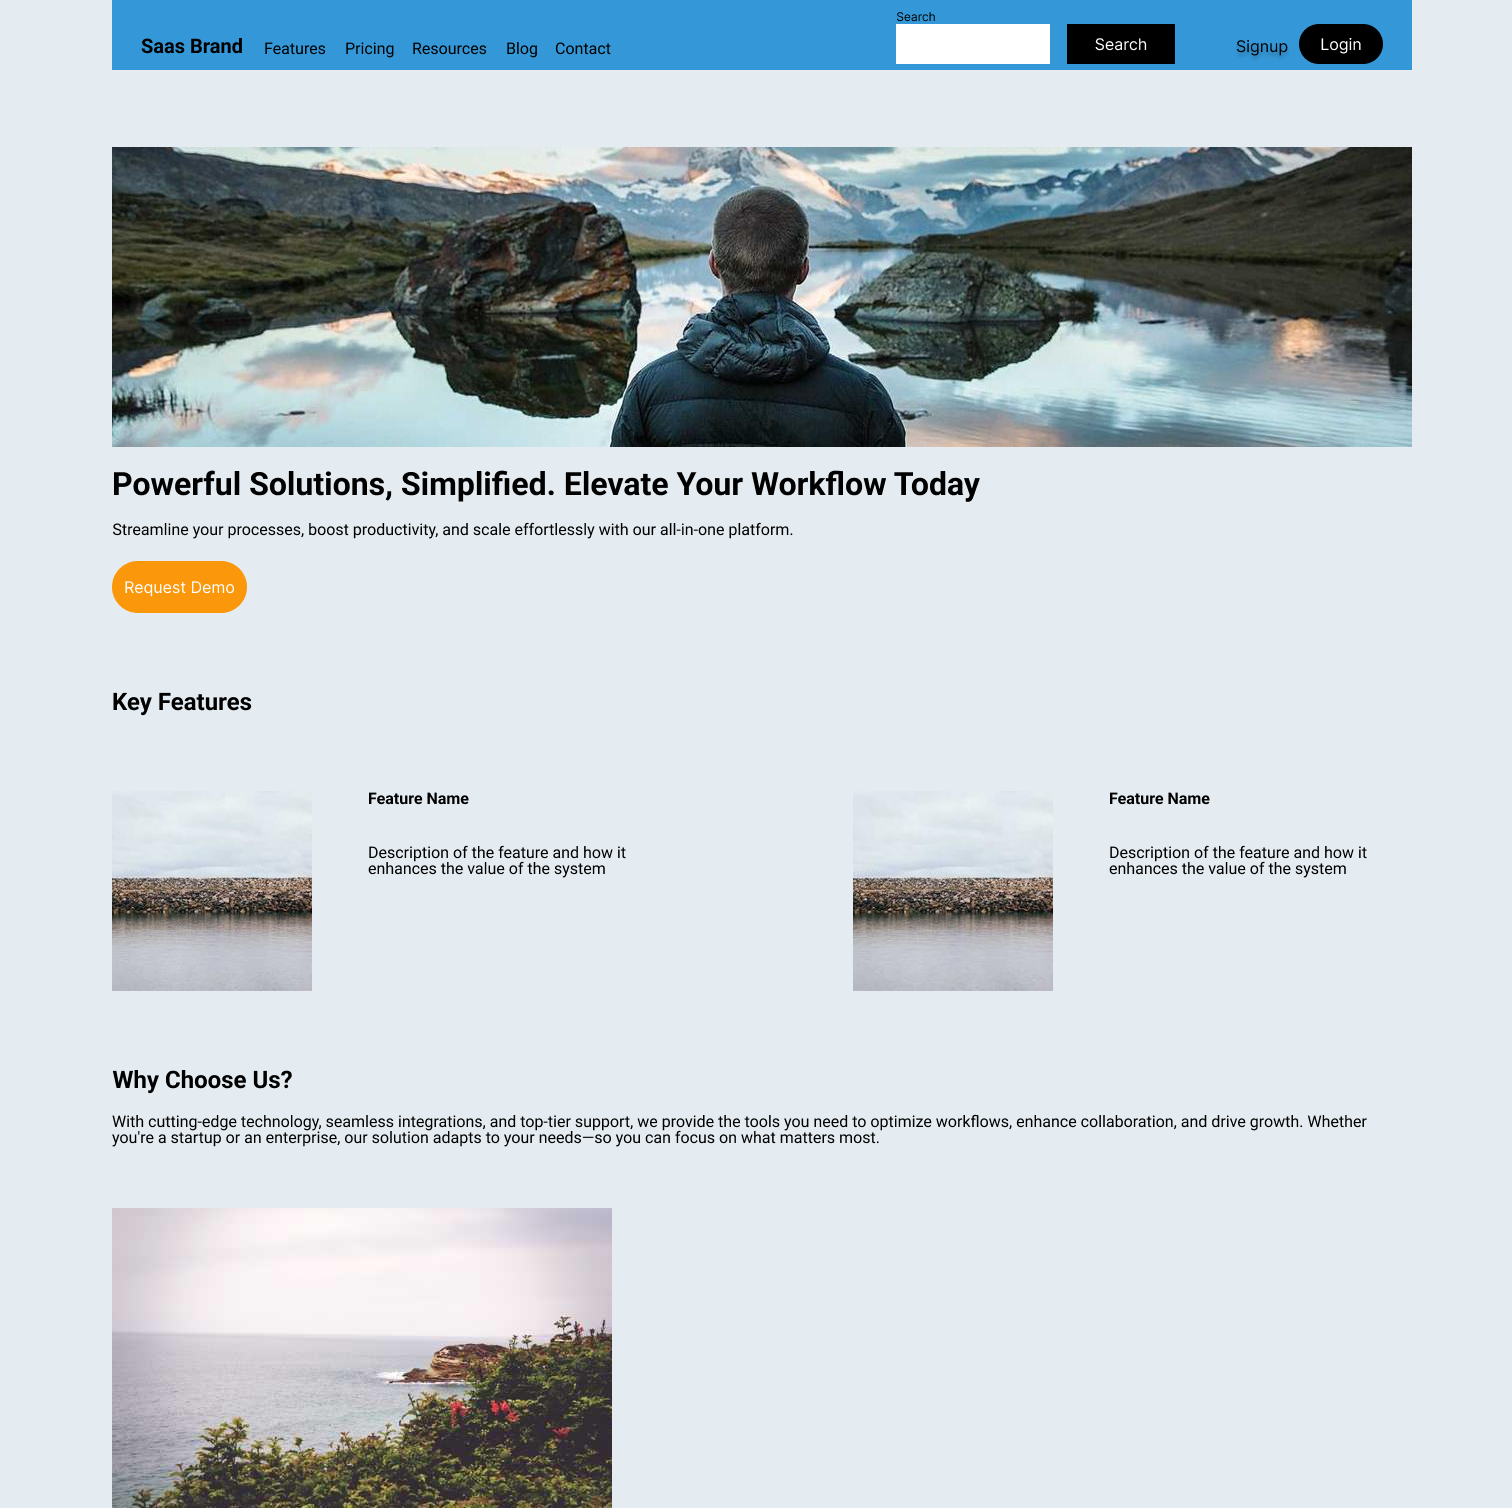 Search
Saas Brand Features Pricing Resources Blog Contact Search Signup Login
Powerful Solutions, Simplified. Elevate Your Workflow Today
Streamline your processes, boost productivity, and scale effortlessly with our all-in-one platform.
Request Demo
Key Features
Feature Name
Description of the feature and how it
enhances the value of the system
Feature Name
Description of the feature and how it
enhances the value of the system
Why Choose Us?
With cutting-edge technology, seamless integrations, and top-tier support, we provide the tools you need to optimize workflows, enhance collaboration, and drive growth. Whether
you're a startup or an enterprise, our solution adapts to your needs—so you can focus on what matters most.